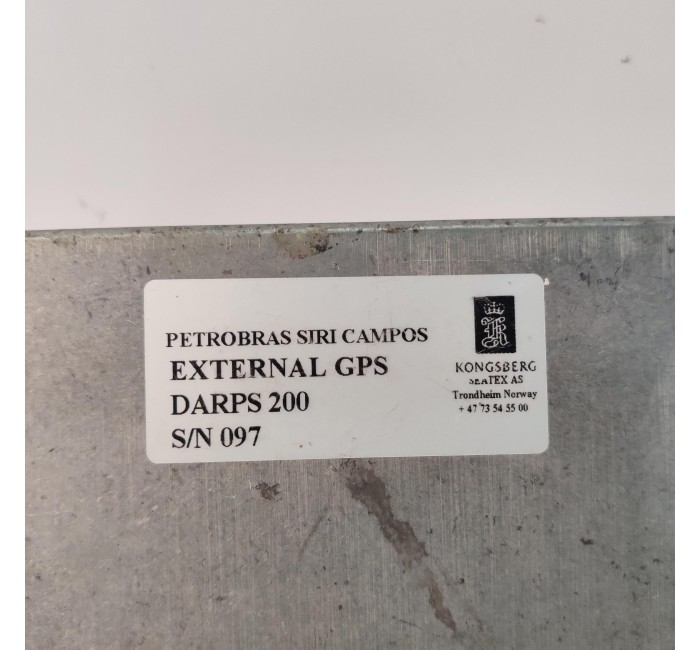 PETROBRAS SIRI CAMPOS
EXTERNAL GPS
DARPS 200
S/N 097
KONGSBERG
SEATEX AS
Trondheim Norway
+ 47 73 54 55 00